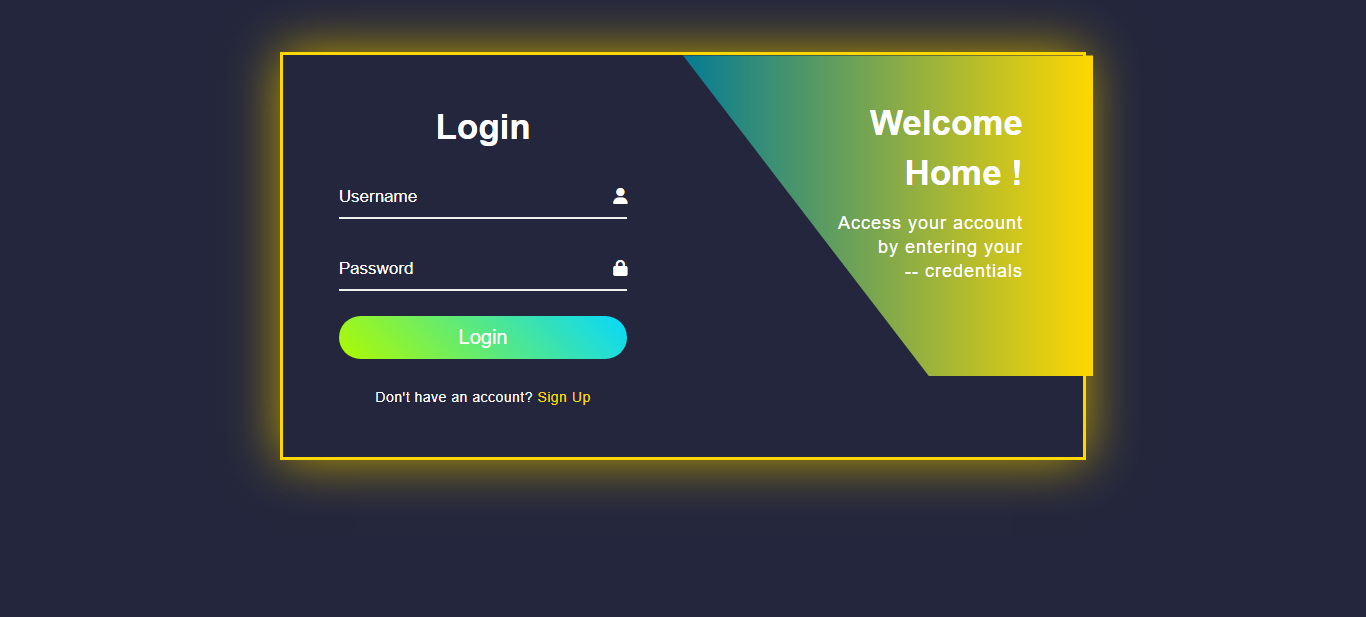 Login
Username
Password
Login
Don't have an account? Sign Up
Welcome
Home !
Access your account
by entering your
-- credentials